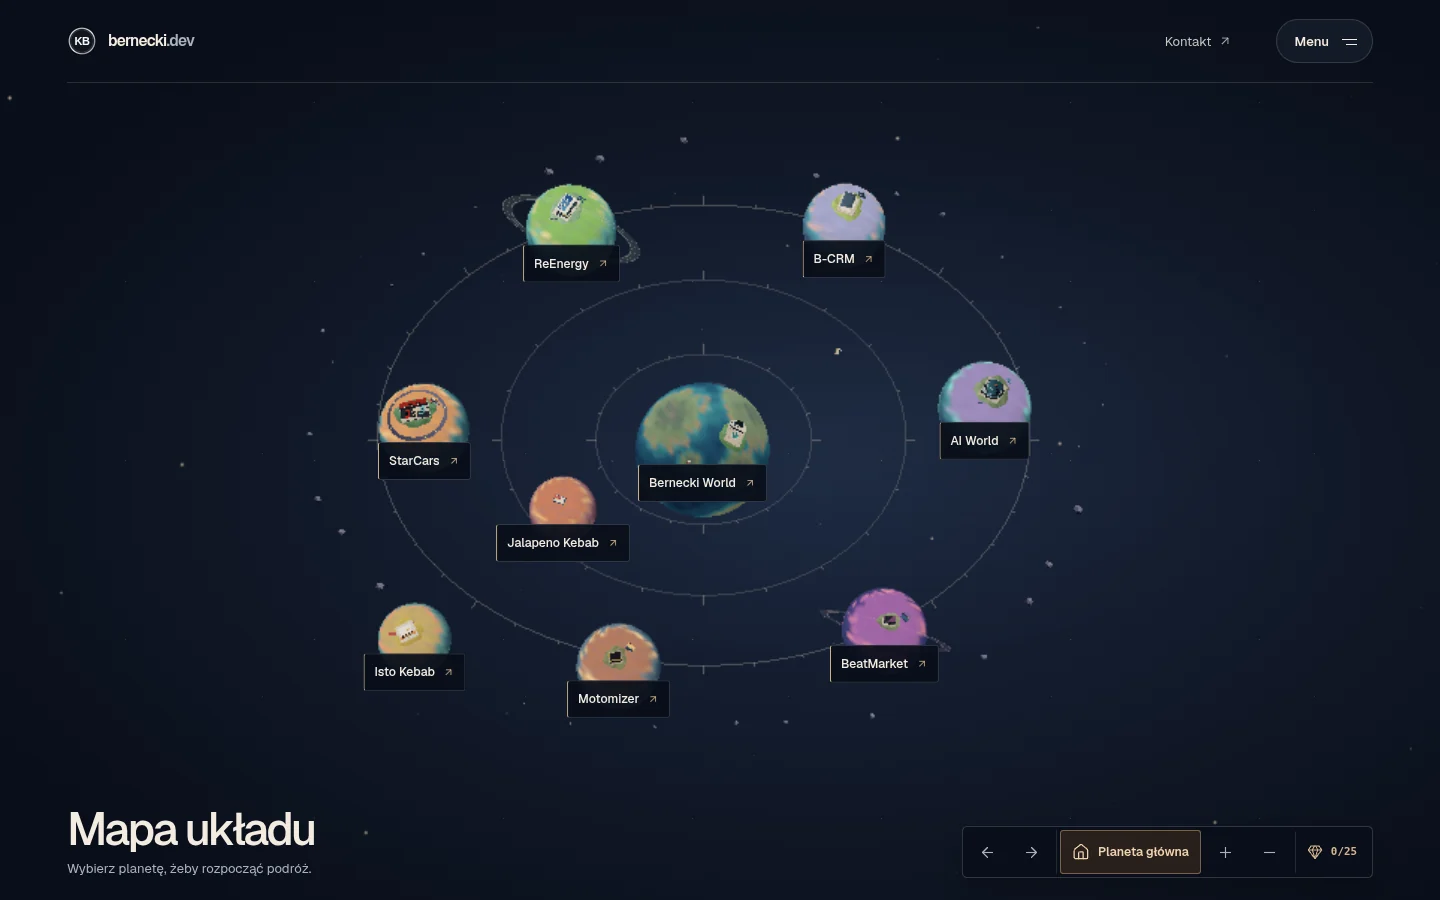 KB
bernecki.dev
Kontakt
Menu
ReEnergy
B-CRM
StarCars
AI World
Bernecki World
Jalapeno Kebab
Isto Kebab
BeatMarket
Motomizer
Mapa układu
Wybierz planetę, żeby rozpocząć podróż.
Planeta główna
0/25